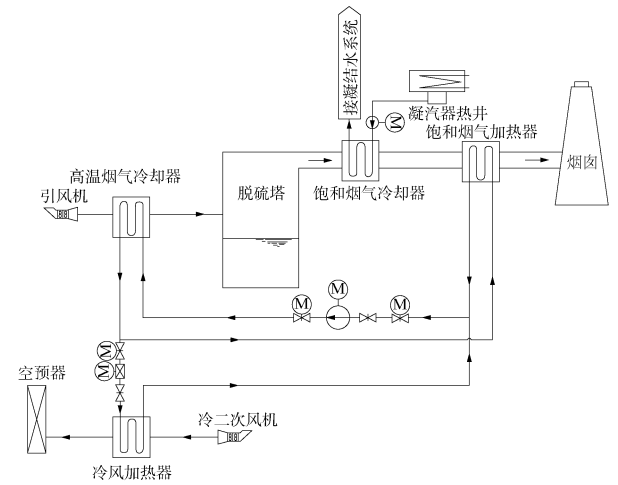 接凝结水系统
凝汽器热井
M
饱和烟气加热器
烟囱
高温烟气冷却器
引风机
脱硫塔
饱和烟气冷却器
M
M
M
M
M
空预器
冷二次风机
冷风加热器